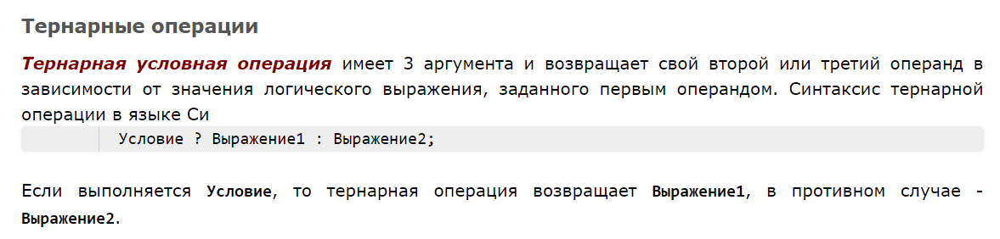 Тернарные операции
Тернарная условная операция имеет 3 аргумента и возвращает свой второй или третий операнд в
зависимости от значения логического выражения, заданного первым операндом. Синтаксис тернарной
операции в языке Си
Условие ? Выражение1 : Выражение2;
Если выполняется Условие, то тернарная операция возвращает Выражение1, в противном случае -
Выражение2.